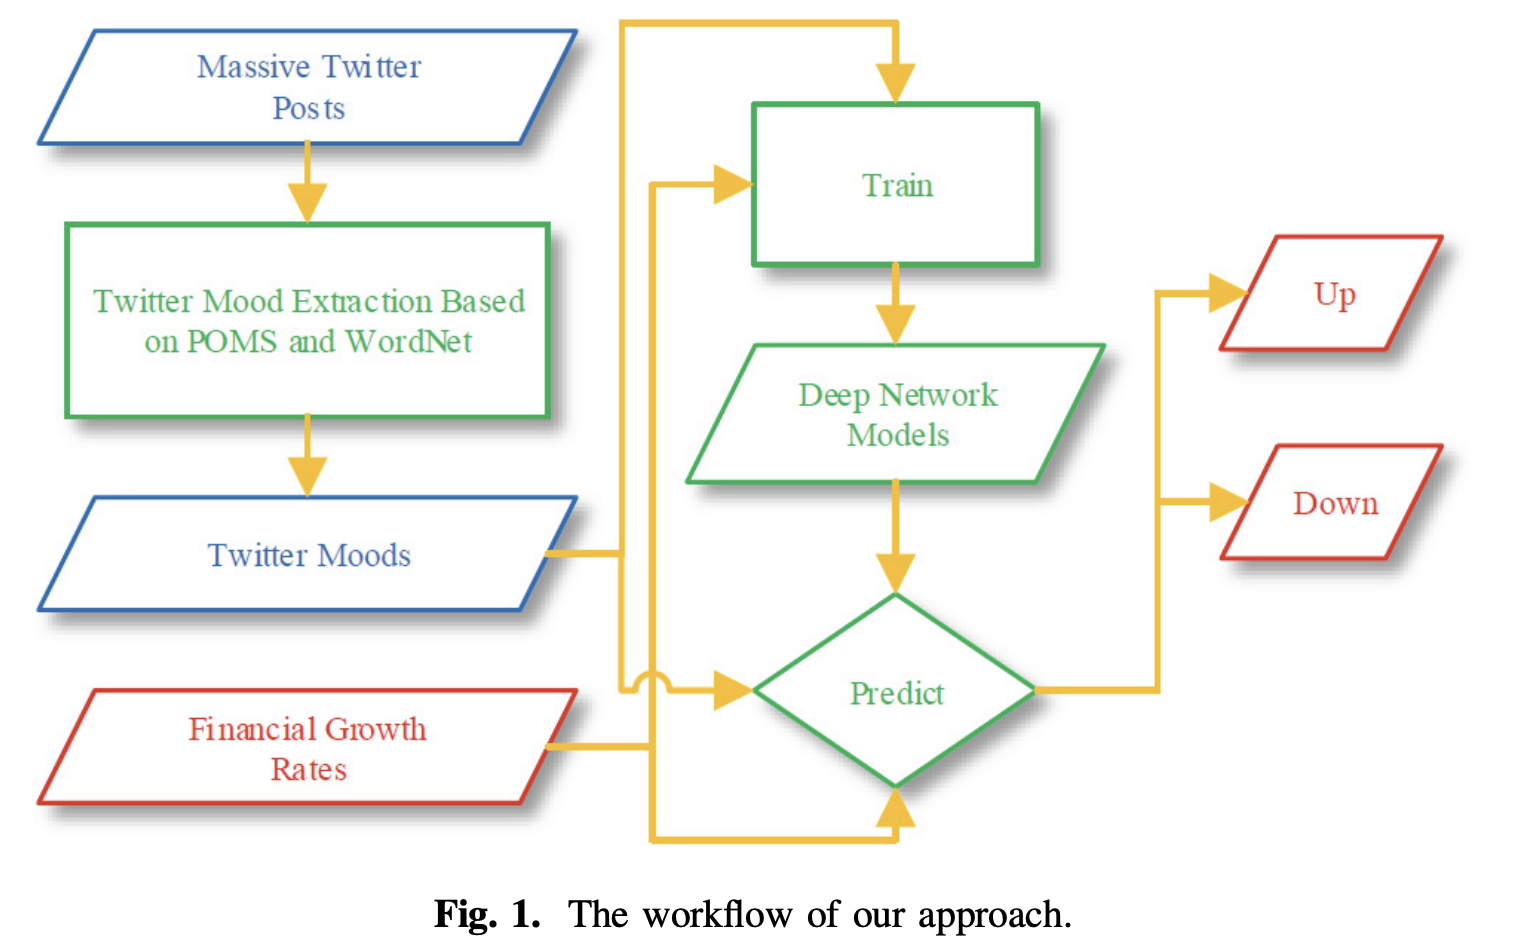 Massive Twitter
Posts
Twitter Mood Extraction Based
on POMS and WordNet
Twitter Moods
Financial Growth
Rates
Train
Deep Network
Models
Predict
Up
Down
Fig. 1. The workflow of our approach.